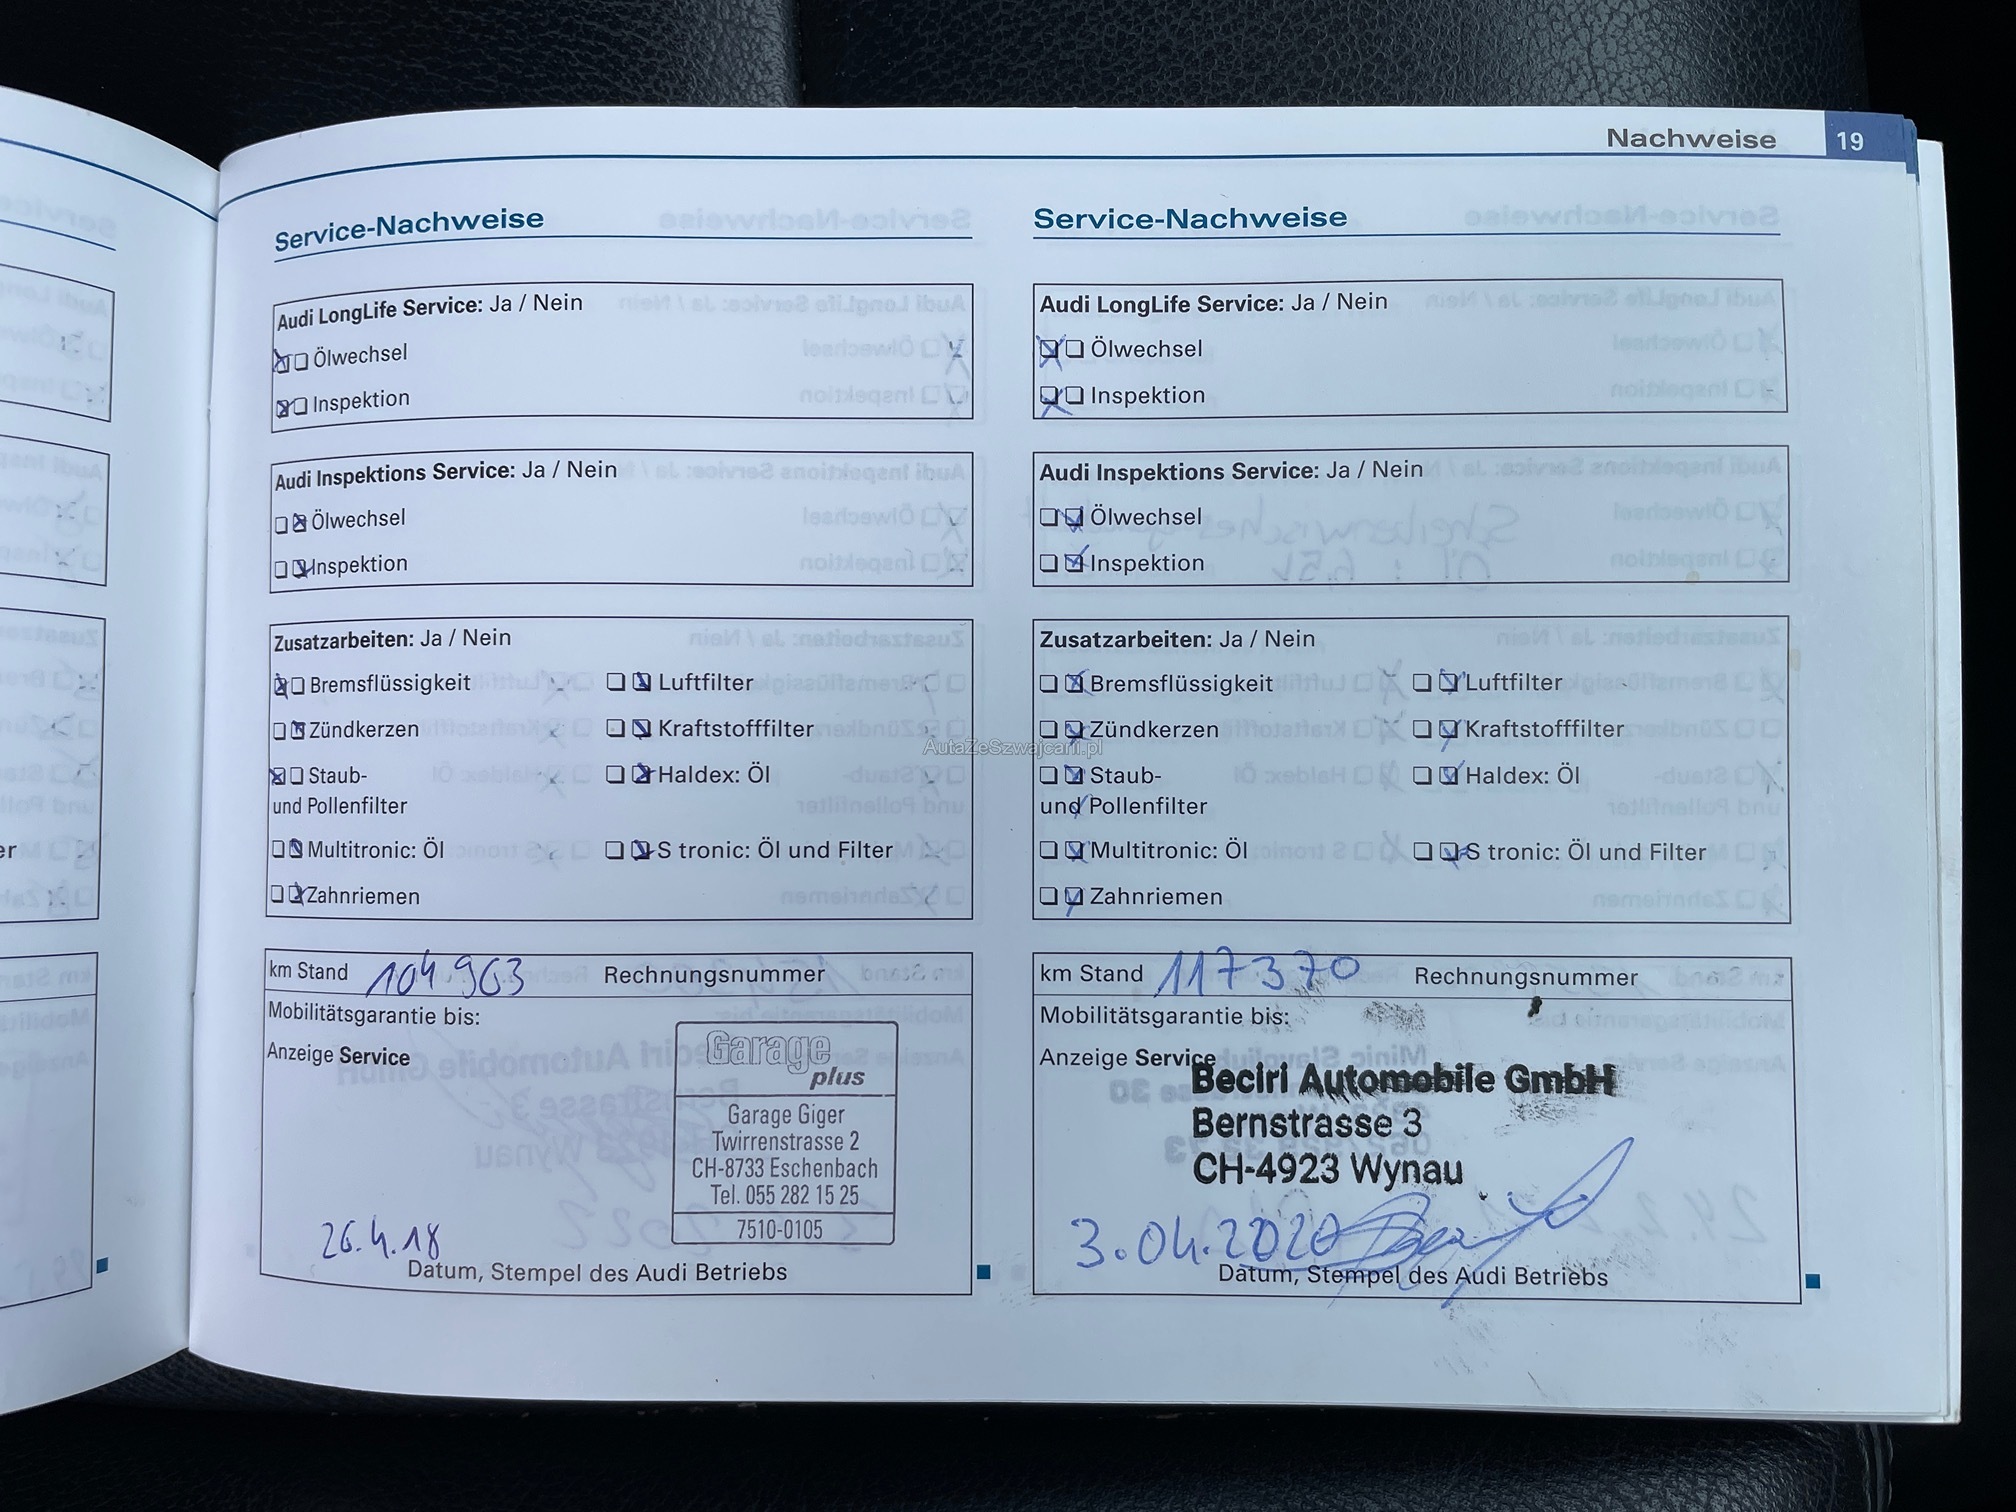 Nachweise 19
Service-Nachweise
Audi LongLife Service: Ja / Nein
Ölwechsel
Inspektion
Audi Inspektions Service: Ja / Nein
Ölwechsel
Inspektion
Zusatzarbeiten: Ja / Nein
Bremsflüssigkeit Luftfilter
Zündkerzen Kraftstofffilter
Staub- Haldex: Öl
und Pollenfilter
Multitronic: Öl S tronic: Öl und Filter
Zahnriemen
km Stand 104963 Rechnungsnummer
Mobilitätsgarantie bis:
Anzeige Service
Garage
plus
Garage Giger
Twirrenstrasse 2
CH-8733 Eschenbach
Tel. 055 282 15 25
7510-0105
26.4.18
Datum, Stempel des Audi Betriebs
Service-Nachweise
Audi LongLife Service: Ja / Nein
Ölwechsel
Inspektion
Audi Inspektions Service: Ja / Nein
Ölwechsel
Inspektion
Zusatzarbeiten: Ja / Nein
Bremsflüssigkeit Luftfilter
Zündkerzen Kraftstofffilter
Staub- Haldex: Öl
und Pollenfilter
Multitronic: Öl S tronic: Öl und Filter
Zahnriemen
km Stand 117370 Rechnungsnummer
Mobilitätsgarantie bis:
Anzeige Service
Beciri Automobile GmbH
Bernstrasse 3
CH-4923 Wynau
3.04.2020
Datum, Stempel des Audi Betriebs
AutaZeSzwajcarii.pl